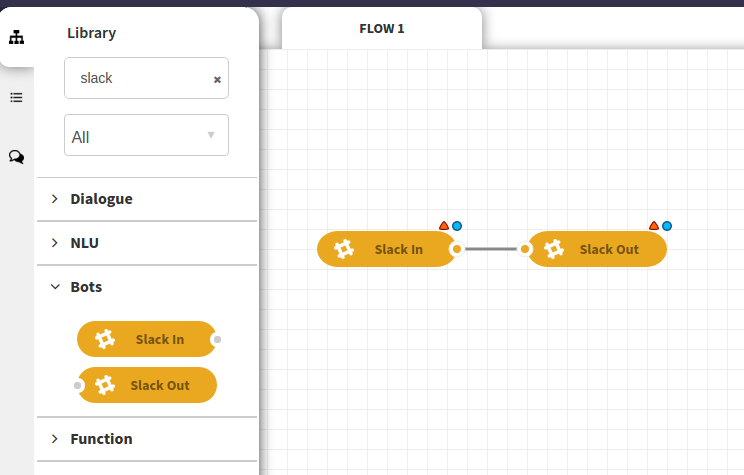 Library
FLOW 1
slack
All
Dialogue
NLU
Slack In
Slack Out
Bots
Slack In
Slack Out
Function